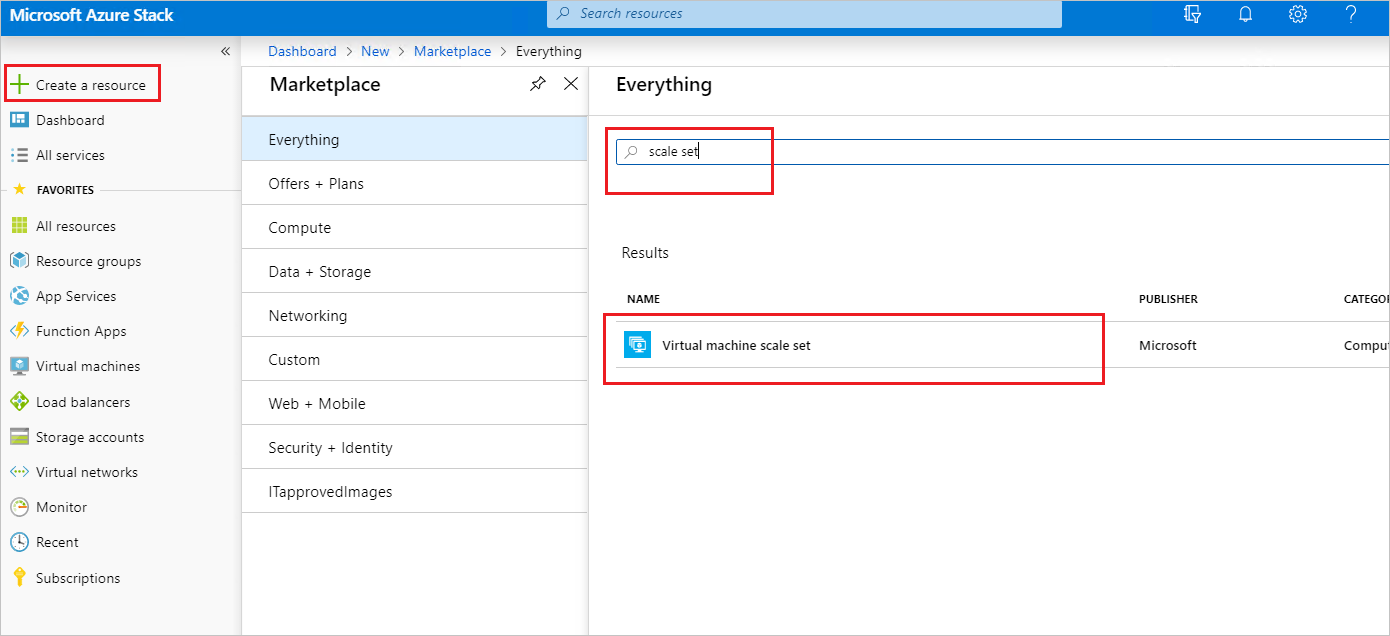 Microsoft Azure Stack
Search resources
?
«
Create a resource
Dashboard
All services
FAVORITES
All resources
Resource groups
App Services
Function Apps
Virtual machines
Load balancers
Storage accounts
Virtual networks
Monitor
Recent
Subscriptions
Dashboard > New > Marketplace > Everything
Marketplace
Everything
Offers + Plans
Compute
Data + Storage
Networking
Custom
Web + Mobile
Security + Identity
ITapprovedImages
Everything
scale set
Results
NAME PUBLISHER CATEGO
Virtual machine scale set Microsoft Comput